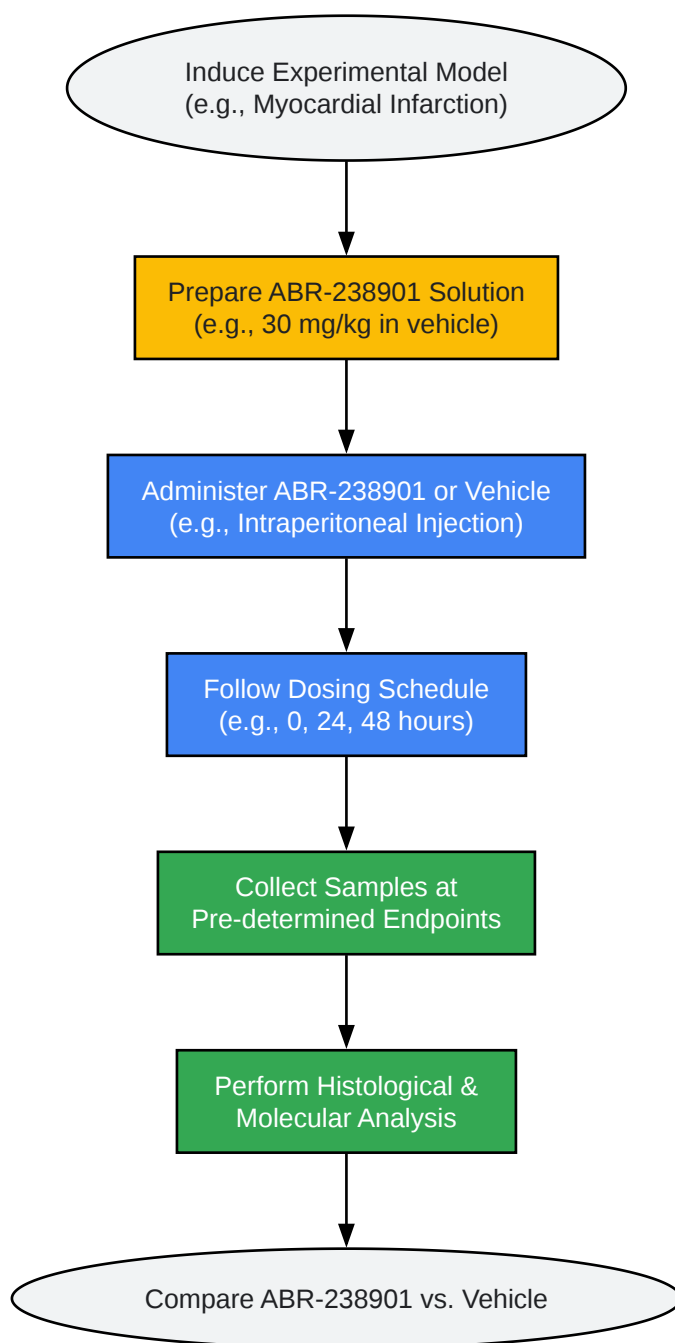 Induce Experimental Model
(e.g., Myocardial Infarction)
Prepare ABR-238901 Solution
(e.g., 30 mg/kg in vehicle)
Administer ABR-238901 or Vehicle
(e.g., Intraperitoneal Injection)
Follow Dosing Schedule
(e.g., 0, 24, 48 hours)
Collect Samples at
Pre-determined Endpoints
Perform Histological &
Molecular Analysis
Compare ABR-238901 vs. Vehicle